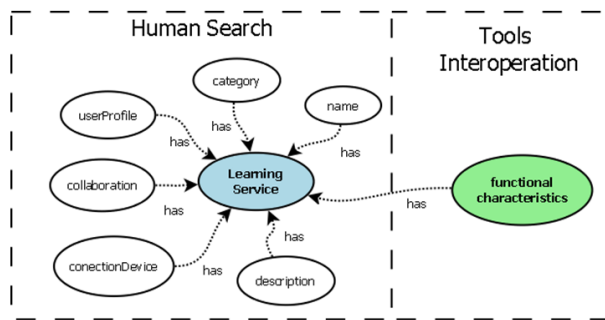 Human Search
Tools
Interoperation
category
name
userProfile
has
has
has
Learning
Service
collaboration
functional
characteristics
has
has
has
conectionDevice
has
description